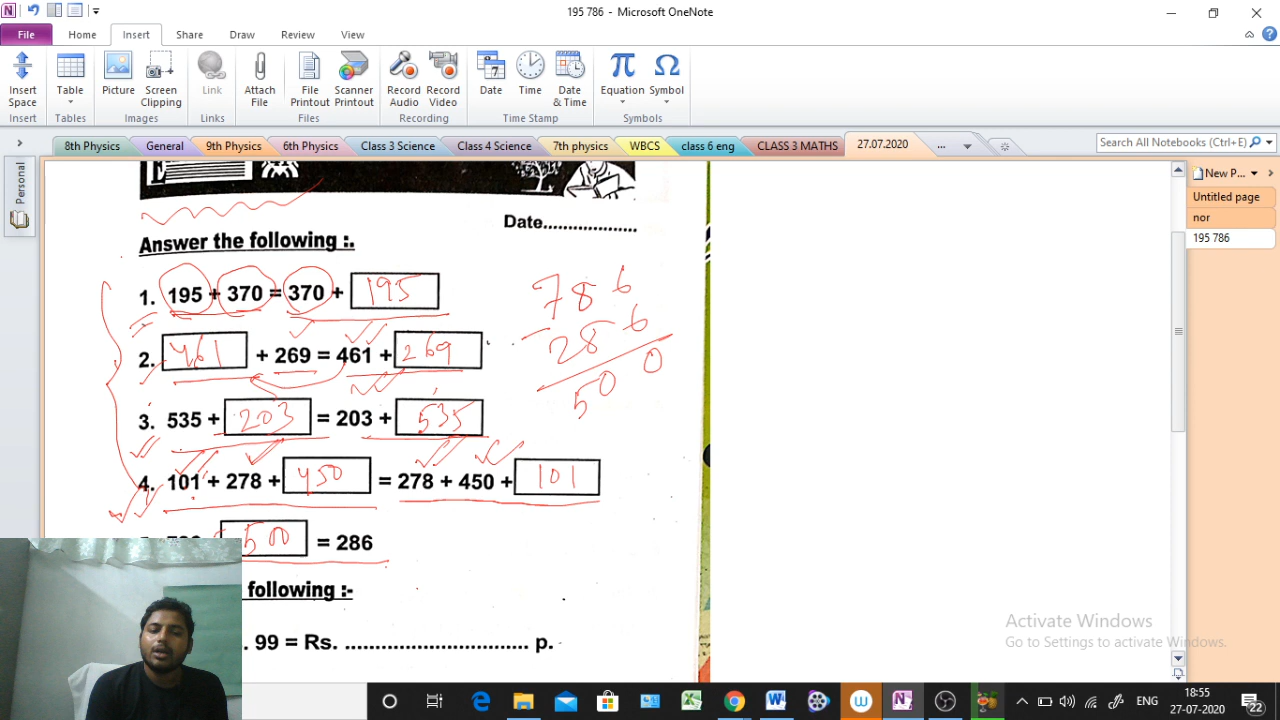 195 786 - Microsoft OneNote
File Home Insert Share Draw Review View
Insert Space
Table
Picture
Screen Clipping
Link
Attach File
File Printout
Scanner Printout
Record Audio
Record Video
Date
Time
Date & Time
Equation
Symbol
Insert Tables Images Links Files Recording Time Stamp Symbols
8th Physics General 9th Physics 6th Physics Class 3 Science Class 4 Science 7th physics WBCS class 6 eng CLASS 3 MATHS 27.07.2020 ...
Search All Notebooks (Ctrl+E)
Personal
New P...
Untitled page
nor
195 786
Date...................
Answer the following :.
1. 195 + 370 = 370 + 195
2. 461 + 269 = 461 + 269
3. 535 + 203 = 203 + 535
4. 101 + 278 + 450 = 278 + 450 + 101
500 = 286
786
- 286
500
following :-
. 99 = Rs. .............................. p.
Activate Windows
Go to Settings to activate Windows.
ENG
18:55
27-07-2020
22